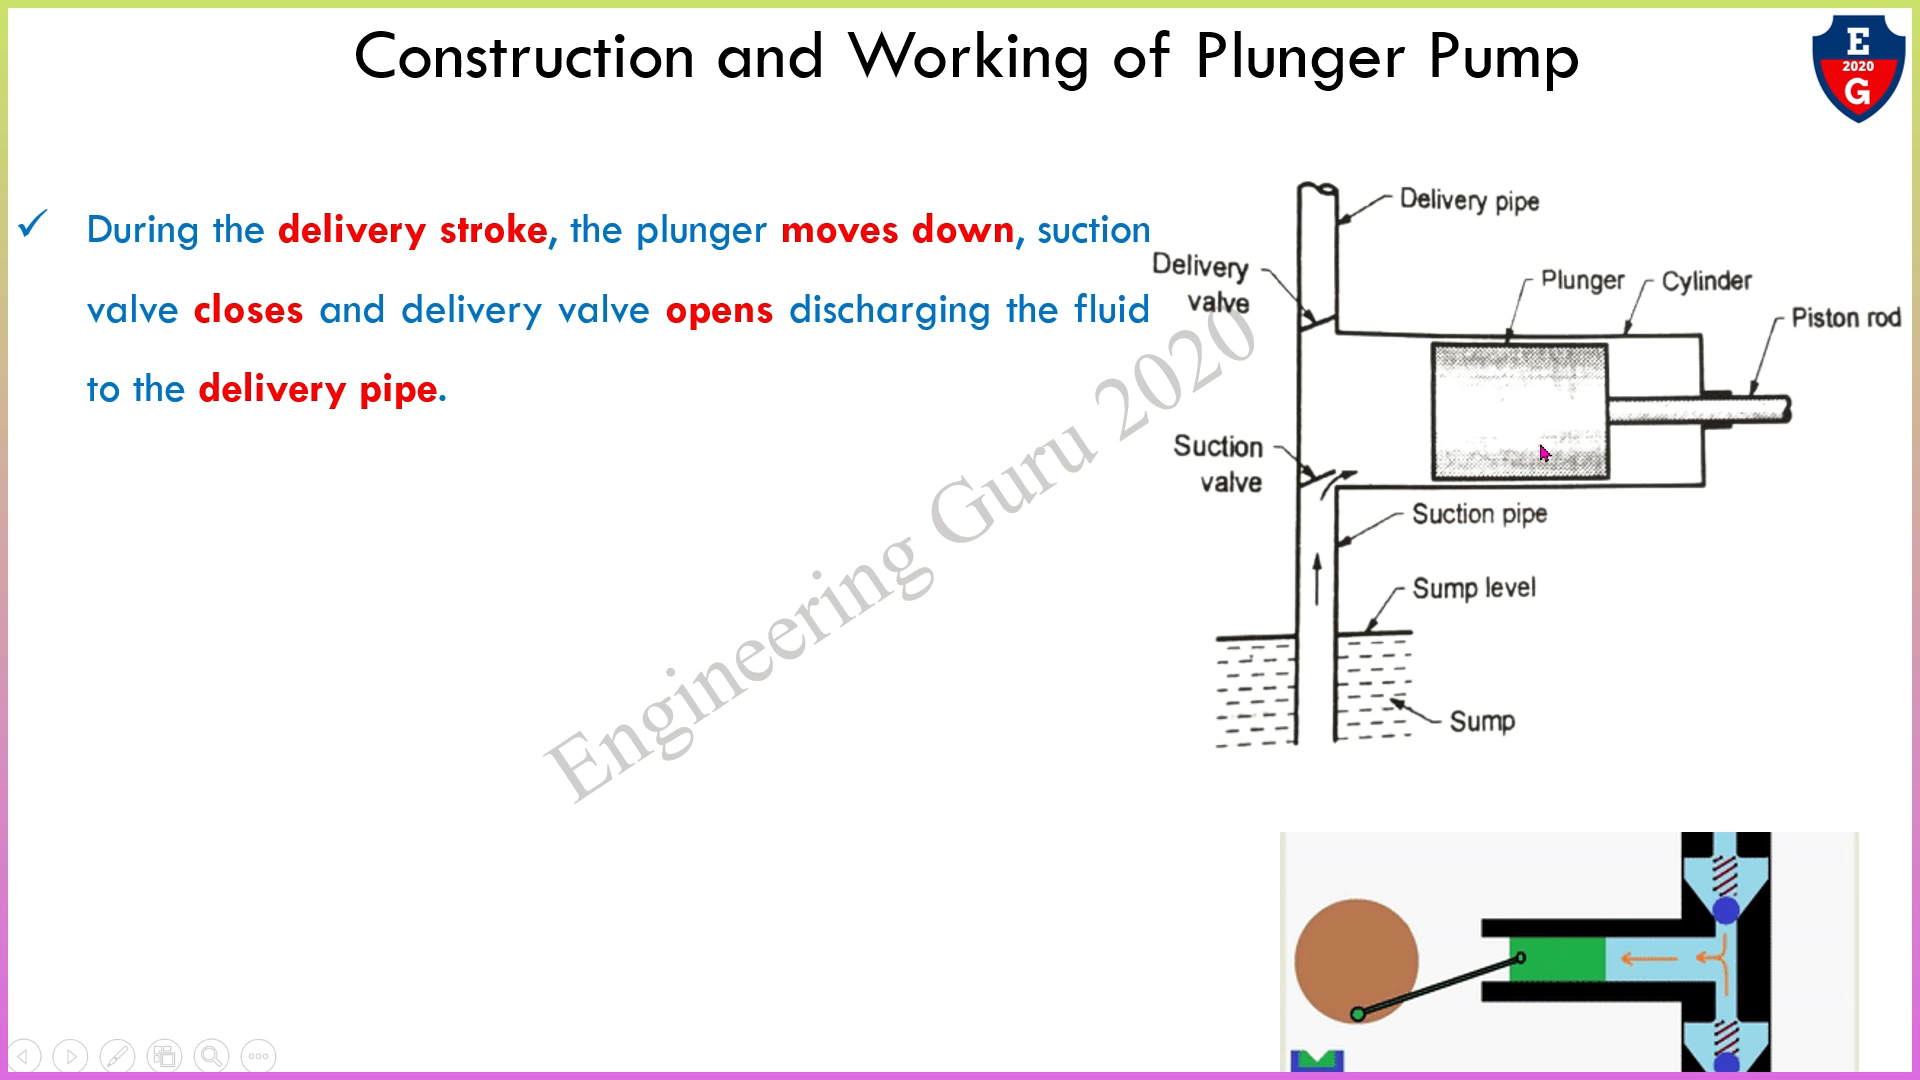 Construction and Working of Plunger Pump
E
2020
G
✓ During the delivery stroke, the plunger moves down, suction
valve closes and delivery valve opens discharging the fluid
to the delivery pipe.
Delivery pipe
Delivery
valve
Plunger
Cylinder
Piston rod
Suction
valve
Suction pipe
Sump level
Sump
Engineering Guru 2020